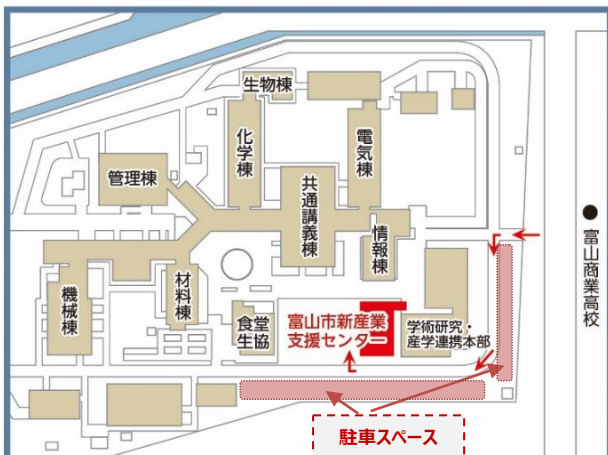 生物棟
化学棟
電気棟
管理棟
共通講義棟
情報棟
機械棟
材料棟
食堂
生協
富山市新産業
支援センター
学術研究・
産学連携本部
●富山商業高校
駐車スペース